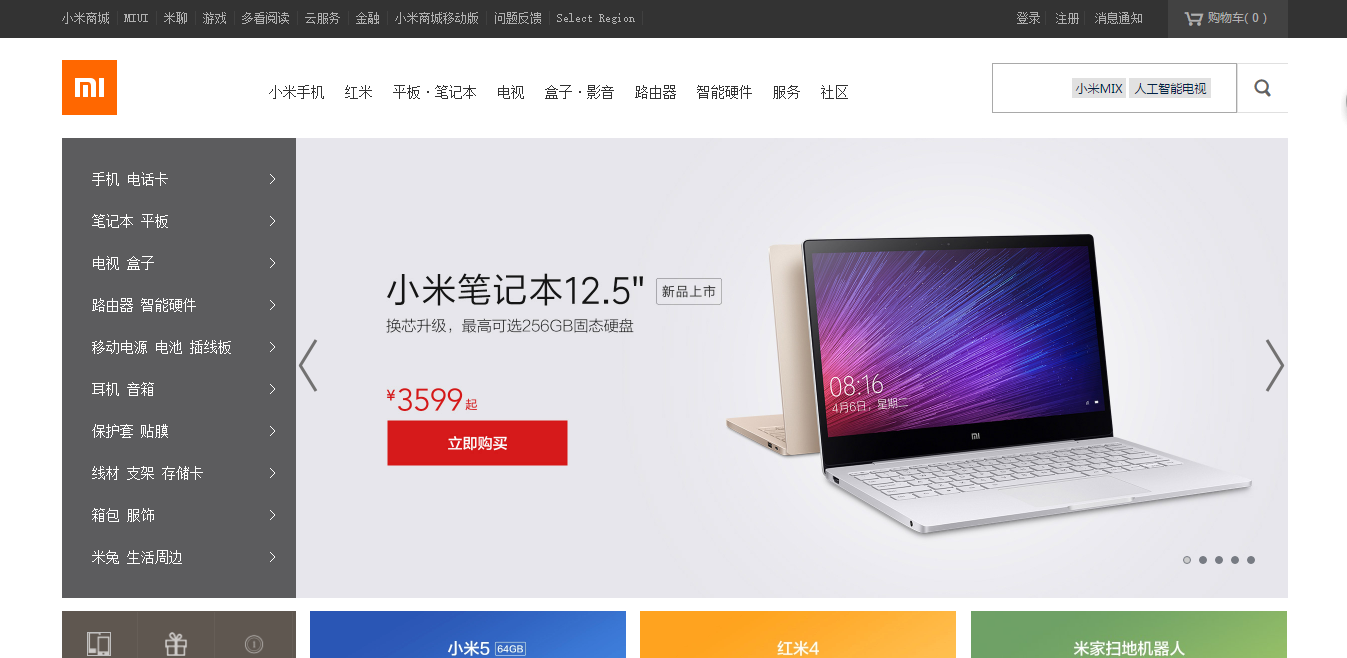 小米商城 MIUI 米聊 游戏 多看阅读 云服务 金融 小米商城移动版 问题反馈 Select Region 登录 注册 消息通知 购物车( 0 )
mi 小米手机 红米 平板·笔记本 电视 盒子·影音 路由器 智能硬件 服务 社区 小米MIX 人工智能电视
手机 电话卡
笔记本 平板
电视 盒子
路由器 智能硬件
移动电源 电池 插线板
耳机 音箱
保护套 贴膜
线材 支架 存储卡
箱包 服饰
米兔 生活周边
小米笔记本12.5" 新品上市
换芯升级，最高可选256GB固态硬盘
¥3599起
立即购买
08:16
4月6日，星期二
mi
小米5 64GB
红米4
米家扫地机器人